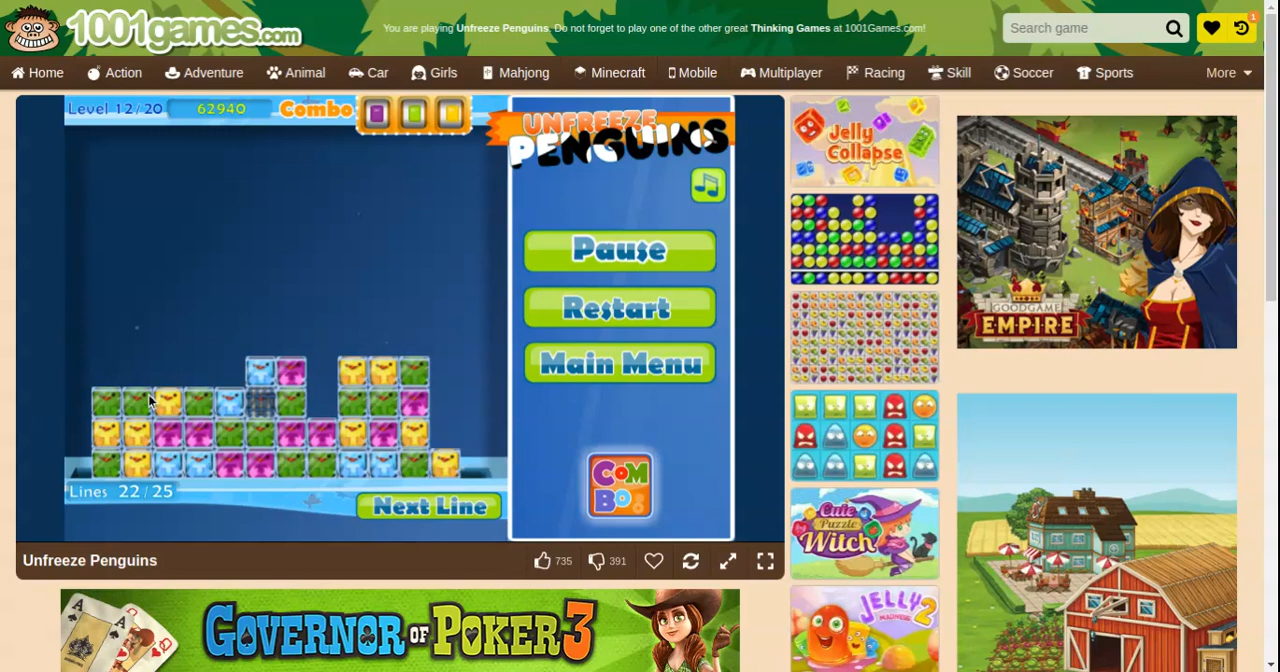 1001games.com
You are playing Unfreeze Penguins. Do not forget to play one of the other great Thinking Games at 1001Games.com!
Search game
1
Home Action Adventure Animal Car Girls Mahjong Minecraft Mobile Multiplayer Racing Skill Soccer Sports More
Level 12/20 62940 Combo
UNFREEZE
PENGUINS
Pause
Restart
Main Menu
COMBO
Lines 22/25
Next Line
Unfreeze Penguins 735 391
Jelly
Collapse
Cute
Puzzle
Witch
JELLY
MADNESS 2
GOODGAME
EMPIRE
A A Q
GOVERNOR OF POKER 3